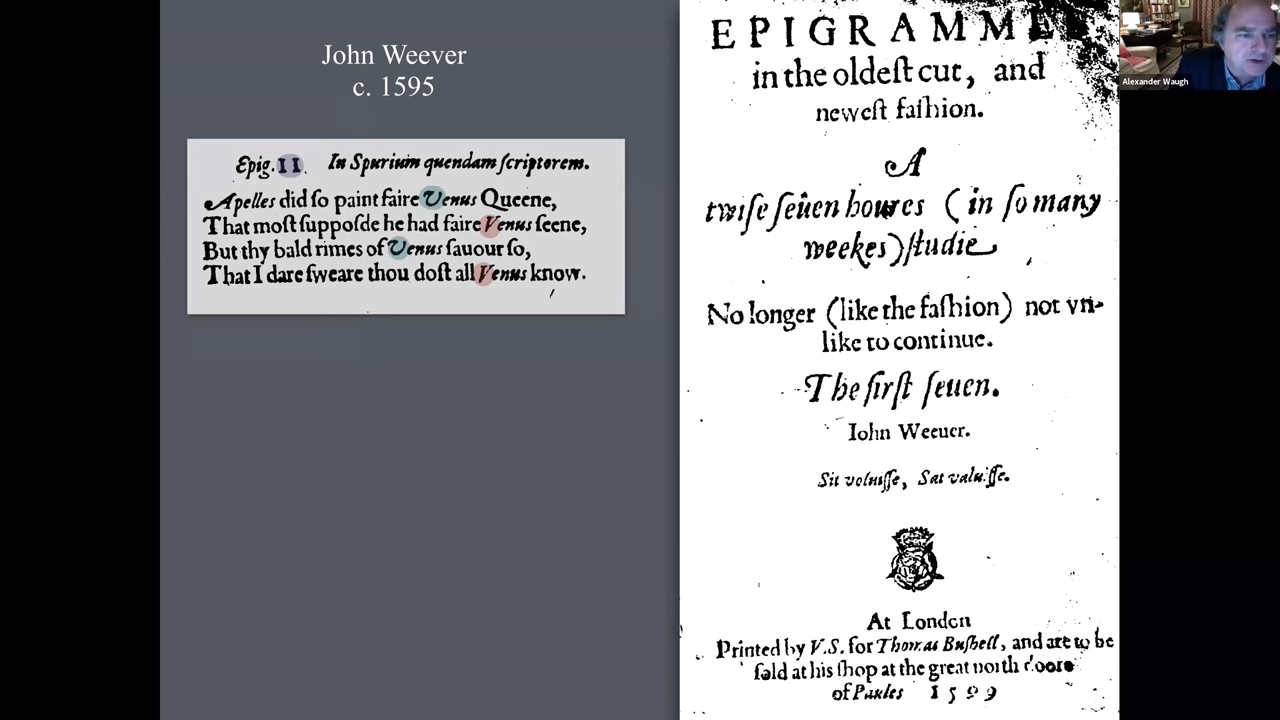 John Weever
c. 1595
Epig. II. In Spurium quendam ſcriptorem.
Apelles did ſo paint faire Venus Queene,
That moſt ſuppoſde he had faire Venus ſeene,
But thy bald rimes of Venus ſauour ſo,
That I dare ſweare thou doſt all Venus know.
EPIGRAMMES
in the oldeſt cut, and
neweſt faſhion.
A
twiſe ſeuen houres (in ſo many
weekes) ſtudie
No longer (like the faſhion) not vn-
like to continue.
The firſt ſeuen.
Iohn Weeuer.
Sit voluiſſe, Sat valuiſſe.
At London
Printed by V.S. for Thomas Buſhell, and are to be
ſold at his ſhop at the great north doore
of Paules 1599
Alexander Waugh